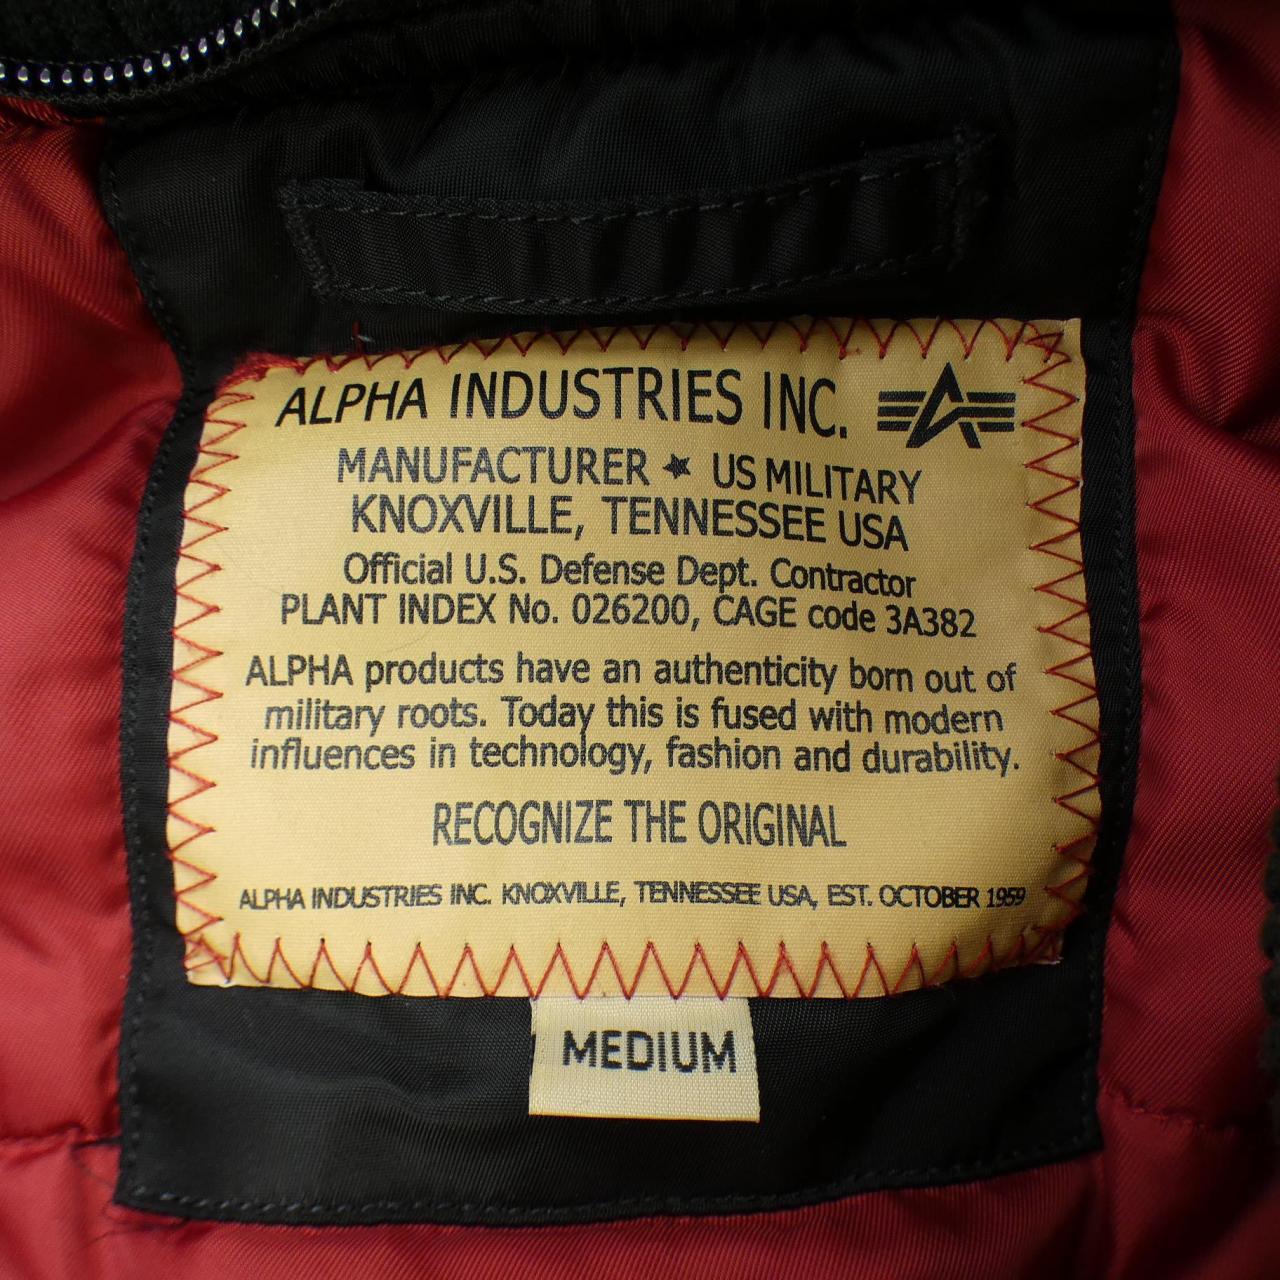 ALPHA INDUSTRIES INC.
MANUFACTURER ★ US MILITARY
KNOXVILLE, TENNESSEE USA
Official U.S. Defense Dept. Contractor
PLANT INDEX No. 026200, CAGE code 3A382
ALPHA products have an authenticity born out of
military roots. Today this is fused with modern
influences in technology, fashion and durability.
RECOGNIZE THE ORIGINAL
ALPHA INDUSTRIES INC. KNOXVILLE, TENNESSEE USA, EST. OCTOBER 1959
MEDIUM